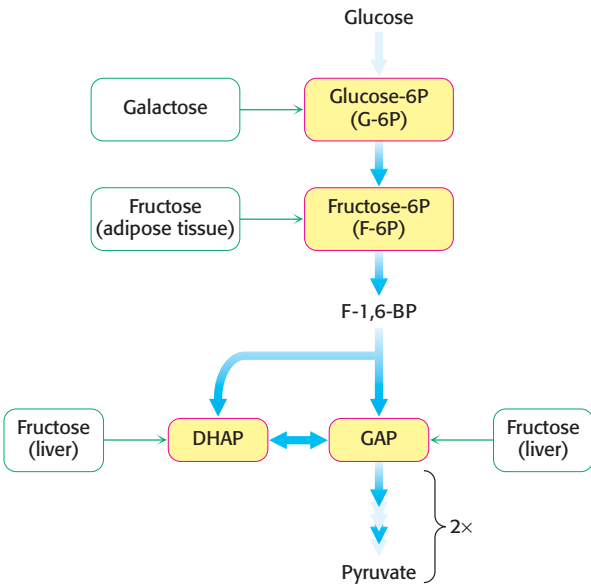 Glucose
Galactose
Glucose-6P
(G-6P)
Fructose
(adipose tissue)
Fructose-6P
(F-6P)
F-1,6-BP
Fructose
(liver)
DHAP
GAP
Fructose
(liver)
2×
Pyruvate